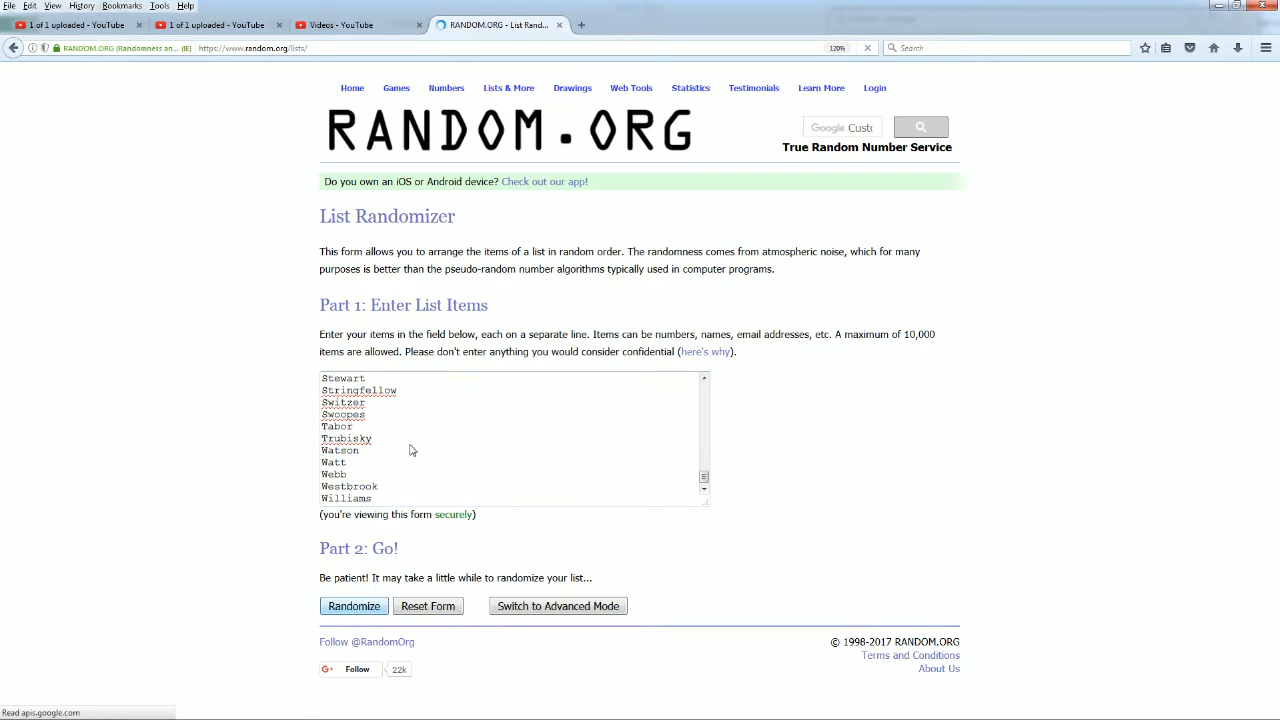 File Edit View History Bookmarks Tools Help
1 of 1 uploaded - YouTube × 1 of 1 uploaded - YouTube × Videos - YouTube × RANDOM.ORG - List Rand... × +
RANDOM.ORG (Randomness an... (IE) https://www.random.org/lists/ 120% Search
Home Games Numbers Lists & More Drawings Web Tools Statistics Testimonials Learn More Login
RANDOM.ORG
Google Custc
True Random Number Service
Do you own an iOS or Android device? Check out our app!
List Randomizer
This form allows you to arrange the items of a list in random order. The randomness comes from atmospheric noise, which for many
purposes is better than the pseudo-random number algorithms typically used in computer programs.
Part 1: Enter List Items
Enter your items in the field below, each on a separate line. Items can be numbers, names, email addresses, etc. A maximum of 10,000
items are allowed. Please don't enter anything you would consider confidential (here's why).
Stewart
Stringfellow
Switzer
Swoopes
Tabor
Trubisky
Watson
Watt
Webb
Westbrook
Williams
(you're viewing this form securely)
Part 2: Go!
Be patient! It may take a little while to randomize your list...
Randomize Reset Form Switch to Advanced Mode
Follow @RandomOrg
© 1998-2017 RANDOM.ORG
Terms and Conditions
About Us
G+ Follow 22k
Read apis.google.com